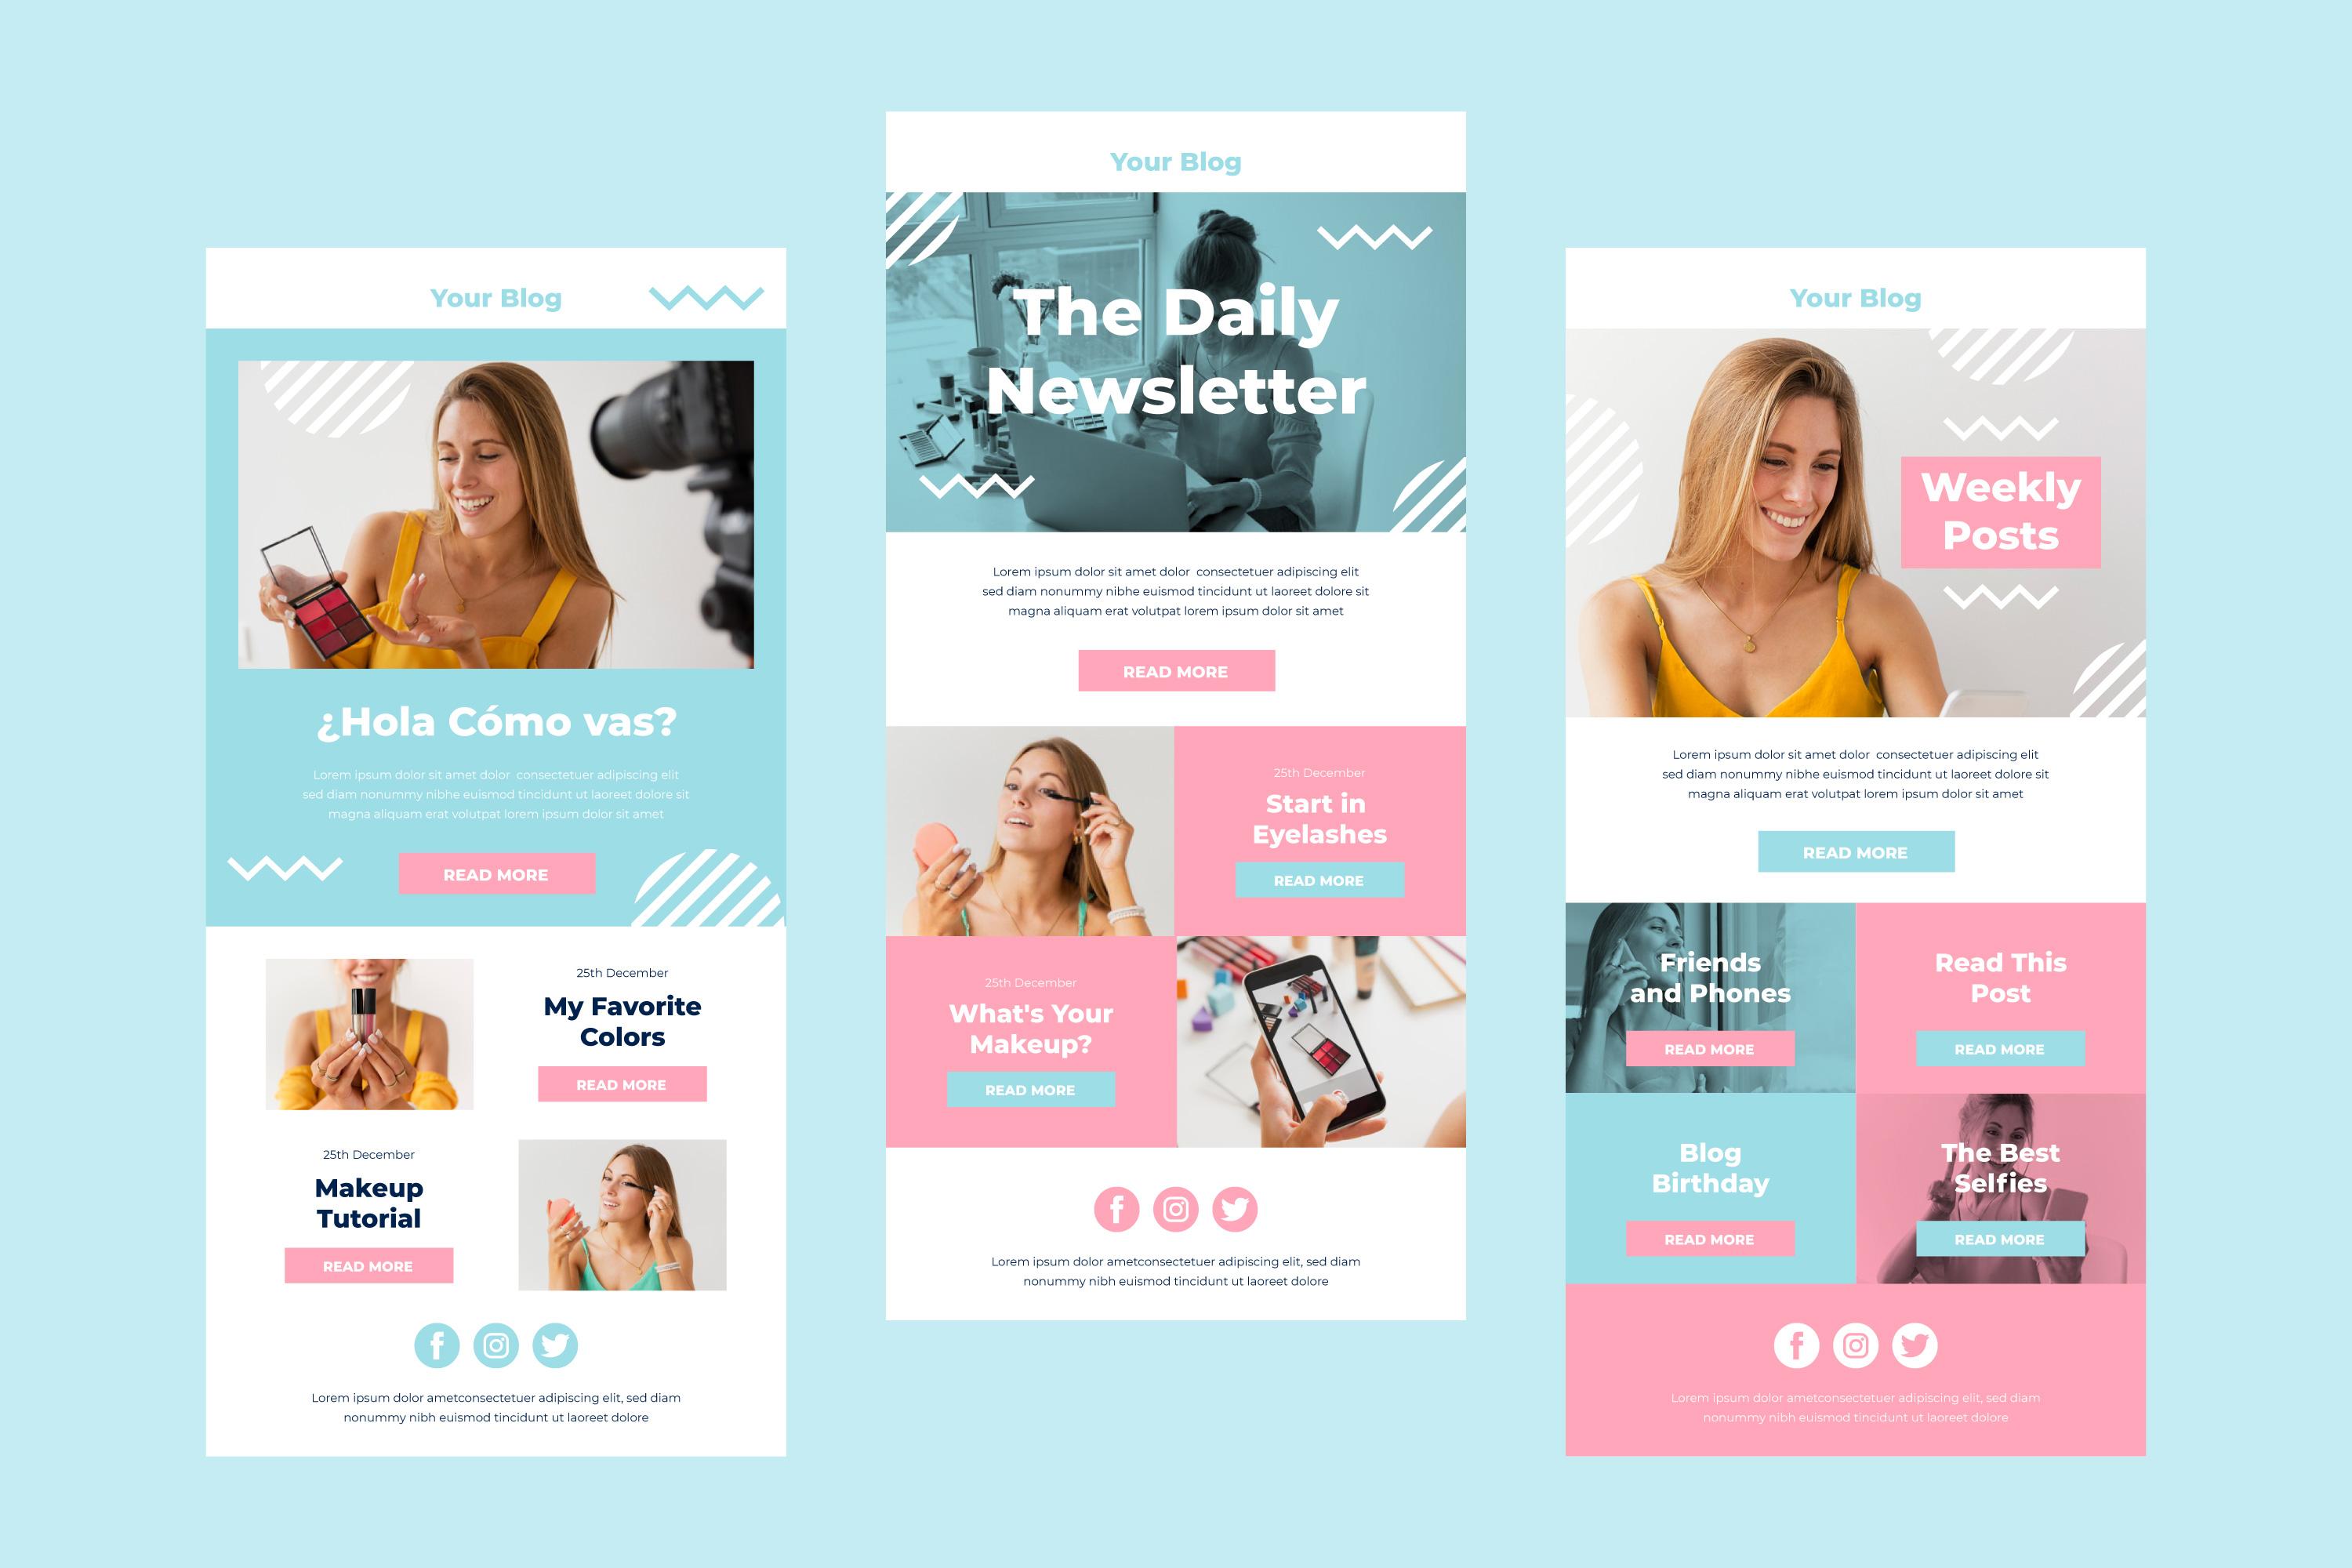 Your Blog
¿Hola Cómo vas?
Lorem ipsum dolor sit amet dolor  consectetuer adipiscing elit
sed diam nonummy nibhe euismod tincidunt ut laoreet dolore sit
magna aliquam erat volutpat lorem ipsum dolor sit amet
READ MORE
25th December
My Favorite
Colors
READ MORE
25th December
Makeup
Tutorial
READ MORE
Lorem ipsum dolor ametconsectetuer adipiscing elit, sed diam
nonummy nibh euismod tincidunt ut laoreet dolore
Your Blog
The Daily
Newsletter
Lorem ipsum dolor sit amet dolor  consectetuer adipiscing elit
sed diam nonummy nibhe euismod tincidunt ut laoreet dolore sit
magna aliquam erat volutpat lorem ipsum dolor sit amet
READ MORE
25th December
Start in
Eyelashes
READ MORE
25th December
What's Your
Makeup?
READ MORE
Lorem ipsum dolor ametconsectetuer adipiscing elit, sed diam
nonummy nibh euismod tincidunt ut laoreet dolore
Your Blog
Weekly
Posts
Lorem ipsum dolor sit amet dolor  consectetuer adipiscing elit
sed diam nonummy nibhe euismod tincidunt ut laoreet dolore sit
magna aliquam erat volutpat lorem ipsum dolor sit amet
READ MORE
Friends
and Phones
READ MORE
Read This
Post
READ MORE
Blog
Birthday
READ MORE
The Best
Selfies
READ MORE
Lorem ipsum dolor ametconsectetuer adipiscing elit, sed diam
nonummy nibh euismod tincidunt ut laoreet dolore